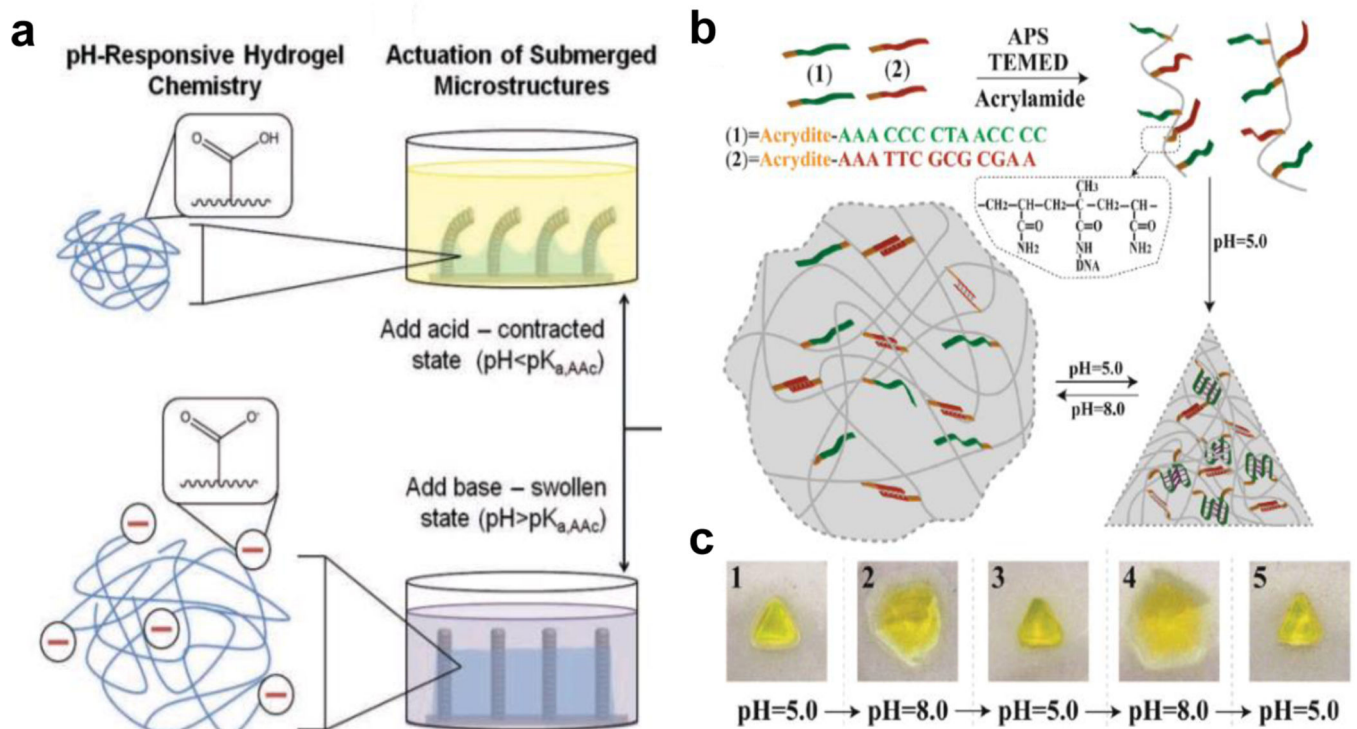 a
pH-Responsive Hydrogel
Chemistry
Actuation of Submerged
Microstructures
O
OH
Add acid – contracted
state (pH<pKa,AAc)
O
O-
Add base – swollen
state (pH>pKa,AAc)
b
(1)
(2)
APS
TEMED
Acrylamide
(1)=Acrydite-AAA CCC CTA ACC CC
(2)=Acrydite-AAA TTC GCG CGAA
CH3
–CH2–CH–CH2–C–CH2–CH–
C=O C=O C=O
NH2 NH NH2
DNA
pH=5.0
pH=5.0
pH=8.0
c
1 2 3 4 5
pH=5.0 → pH=8.0 → pH=5.0 → pH=8.0 → pH=5.0